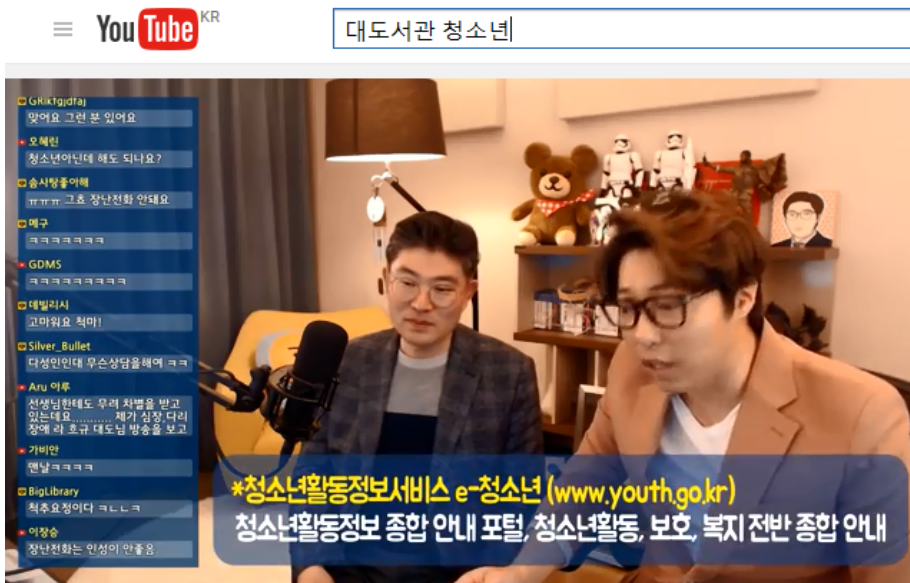 YouTube KR
대도서관 청소년
GRiktgjdtaj
맞어요 그런 분 있어요
오혜린
청소년아닌데 해도 되나요?
솜사탕좋아해
ㅠㅠㅠ 그효 장난전화 안돼요
메구
ㅋㅋㅋㅋㅋㅋㅋ
GDMS
ㅋㅋㅋㅋㅋㅋㅋㅋㅋ
데빌리시
고마워요 척마!
Silver_Bullet
다성인인대 무슨상담을해여 ㅋㅋ
Aru 아루
선생님한테도 무려 차별을 받고
있는데요........... 제가 심장,다리
장애 라 흐규 대도님 방송을 보고
가비안
맨날ㅋㅋㅋㅋ
BigLibrary
척추요정이다 ㅋㄴㄴㅋ
이장승
장난전화는 인성이 안좋음
*청소년활동정보서비스 e-청소년 (www.youth.go.kr)
청소년활동정보 종합 안내 포털, 청소년활동, 보호, 복지 전반 종합 안내